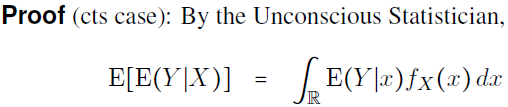 Proof (cts case): By the Unconscious Statistician,
E[E(Y|X)] = ∫_ℝ E(Y|x)f_X(x) dx